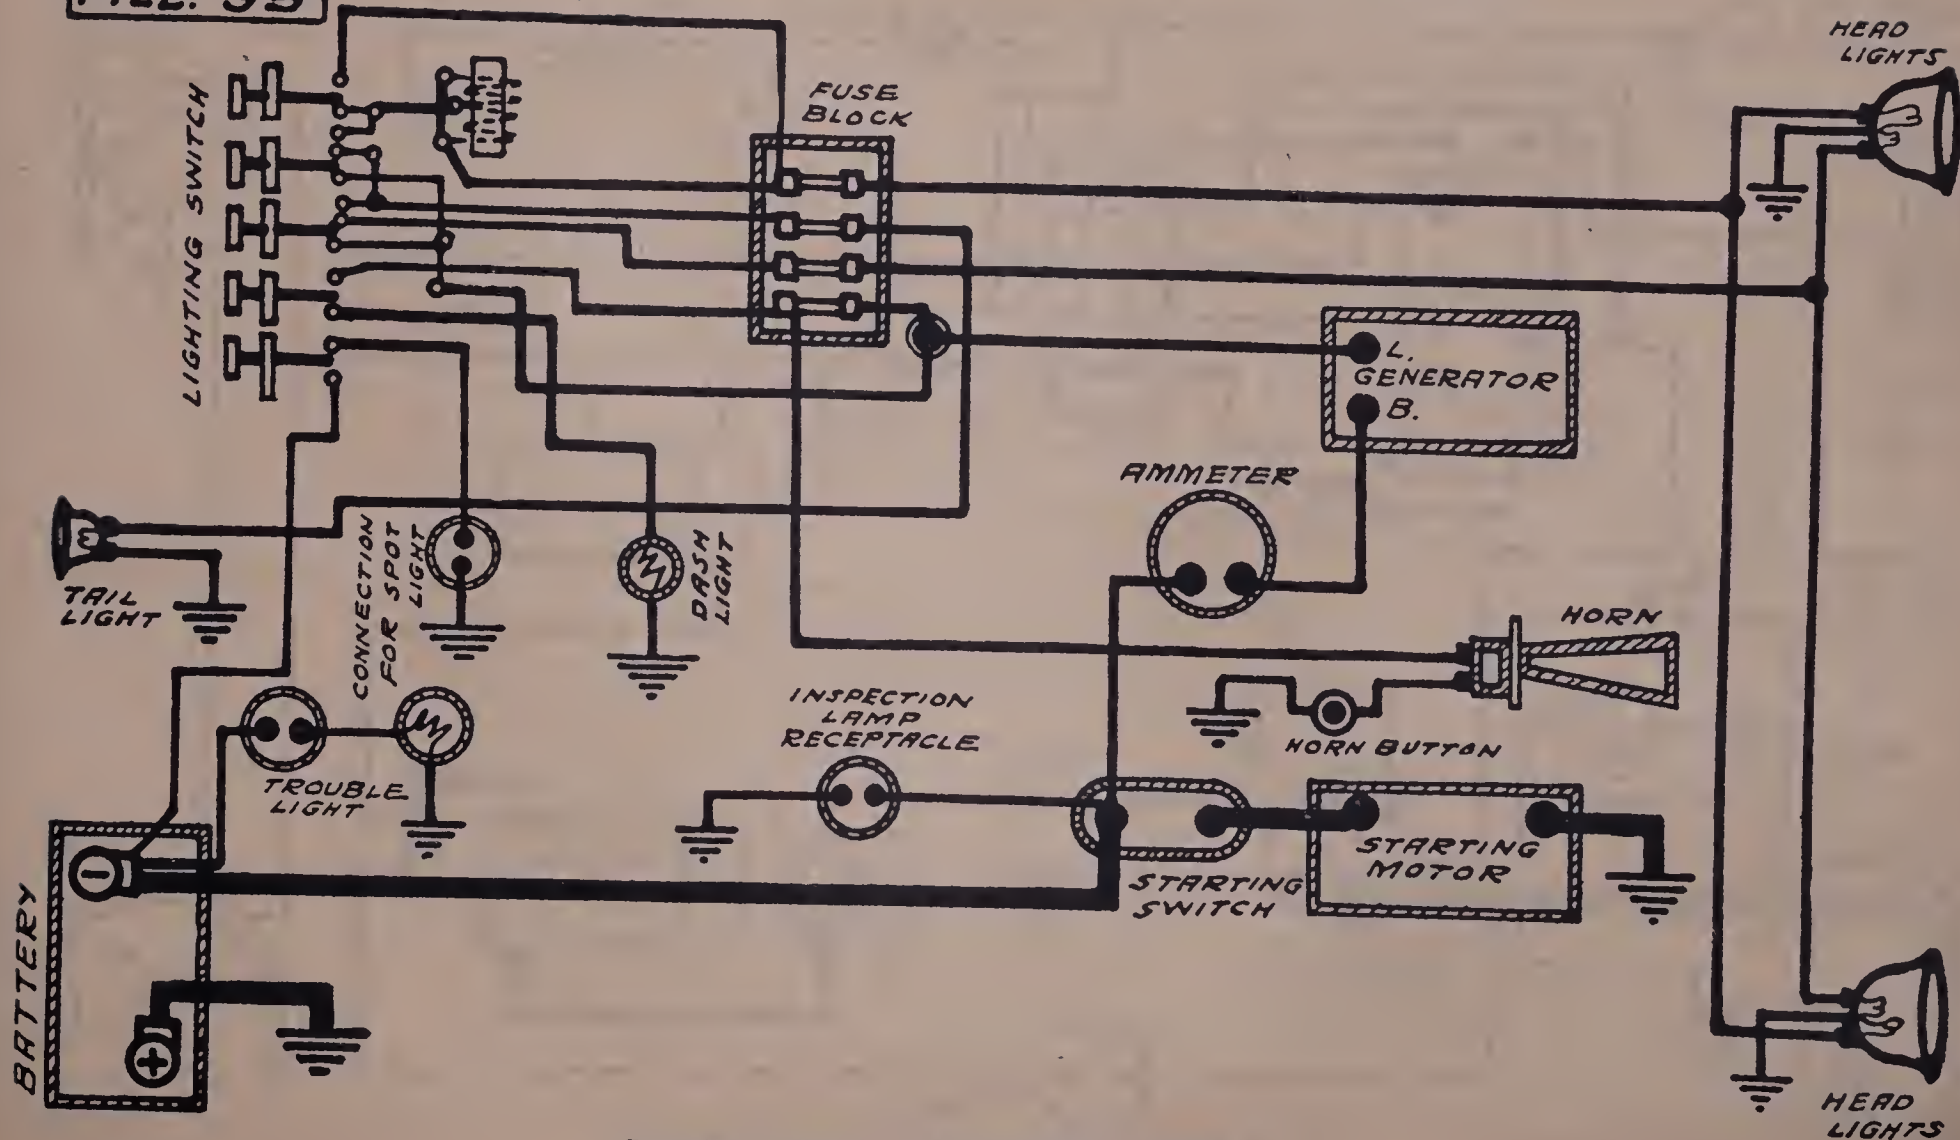 HEAD
LIGHTS
LIGHTING SWITCH
FUSE
BLOCK
L.
GENERATOR
B.
AMMETER
TAIL
LIGHT
CONNECTION
FOR SPOT
LIGHT
DASH
LIGHT
HORN
HORN BUTTON
INSPECTION
LAMP
RECEPTACLE
TROUBLE
LIGHT
BATTERY
−
+
STARTING
SWITCH
STARTING
MOTOR
HEAD
LIGHTS